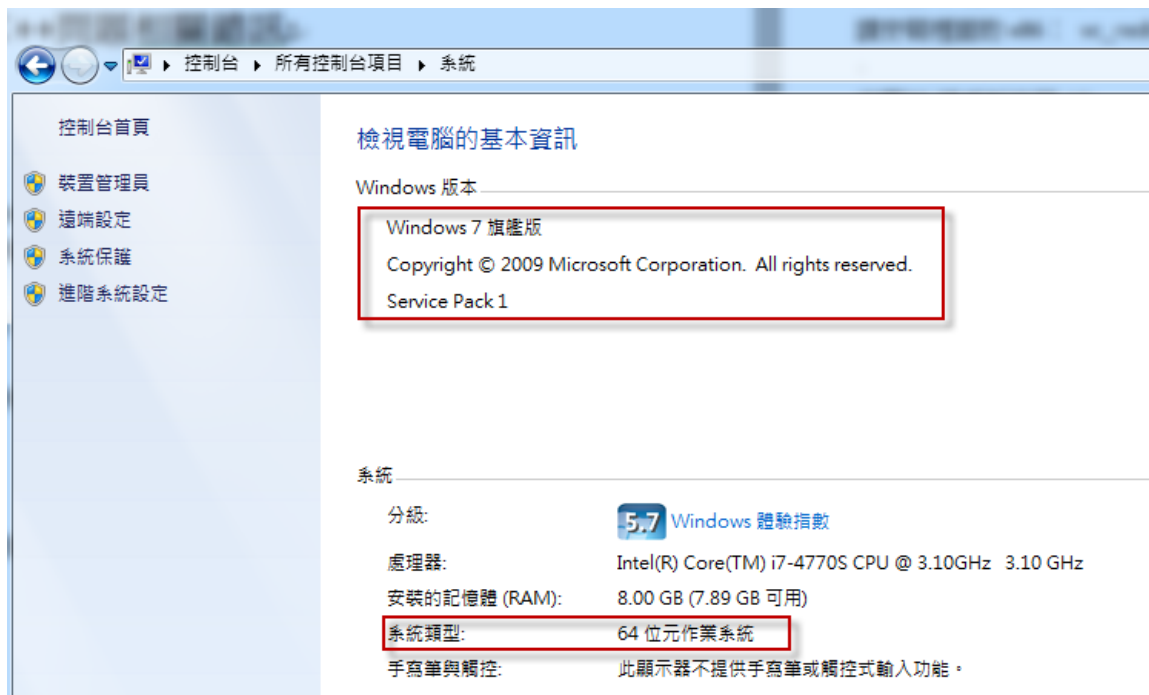 控制台 ▸ 所有控制台項目 ▸ 系統
控制台首頁
裝置管理員
遠端設定
系統保護
進階系統設定
檢視電腦的基本資訊
Windows 版本
Windows 7 旗艦版
Copyright © 2009 Microsoft Corporation. All rights reserved.
Service Pack 1
系統
分級:
5.7 Windows 體驗指數
處理器: Intel(R) Core(TM) i7-4770S CPU @ 3.10GHz 3.10 GHz
安裝的記憶體 (RAM): 8.00 GB (7.89 GB 可用)
系統類型: 64 位元作業系統
手寫筆與觸控: 此顯示器不提供手寫筆或觸控式輸入功能。